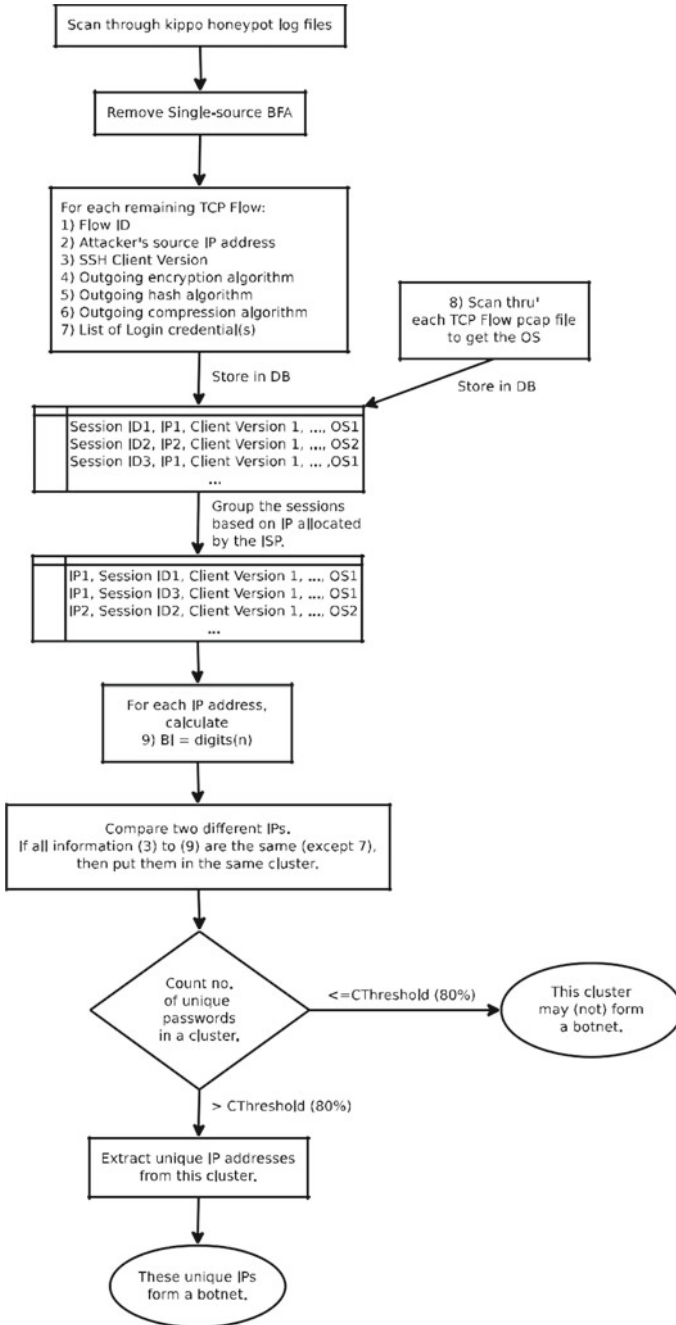 Scan through kippo honeypot log files
Remove Single-source BFA
For each remaining TCP Flow:
1) Flow ID
2) Attacker's source IP address
3) SSH Client Version
4) Outgoing encryption algorithm
5) Outgoing hash algorithm
6) Outgoing compression algorithm
7) List of Login credential(s)
8) Scan thru'
each TCP Flow pcap file
to get the OS
Store in DB
Store in DB
Session ID1, IP1, Client Version 1, ..., OS1
Session ID2, IP2, Client Version 1, ..., OS2
Session ID3, IP1, Client Version 1, ... ,OS1
...
Group the sessions
based on IP allocated
by the ISP.
IP1, Session ID1, Client Version 1, ..., OS1
IP1, Session ID3, Client Version 1, ..., OS1
IP2, Session ID2, Client Version 1, ..., OS2
...
For each IP address,
calculate
9) BI = digits(n)
Compare two different IPs.
If all information (3) to (9) are the same (except 7),
then put them in the same cluster.
Count no.
of unique
passwords
in a cluster.
<=CThreshold (80%)
This cluster
may (not) form
a botnet.
> CThreshold (80%)
Extract unique IP addresses
from this cluster.
These unique IPs
form a botnet.